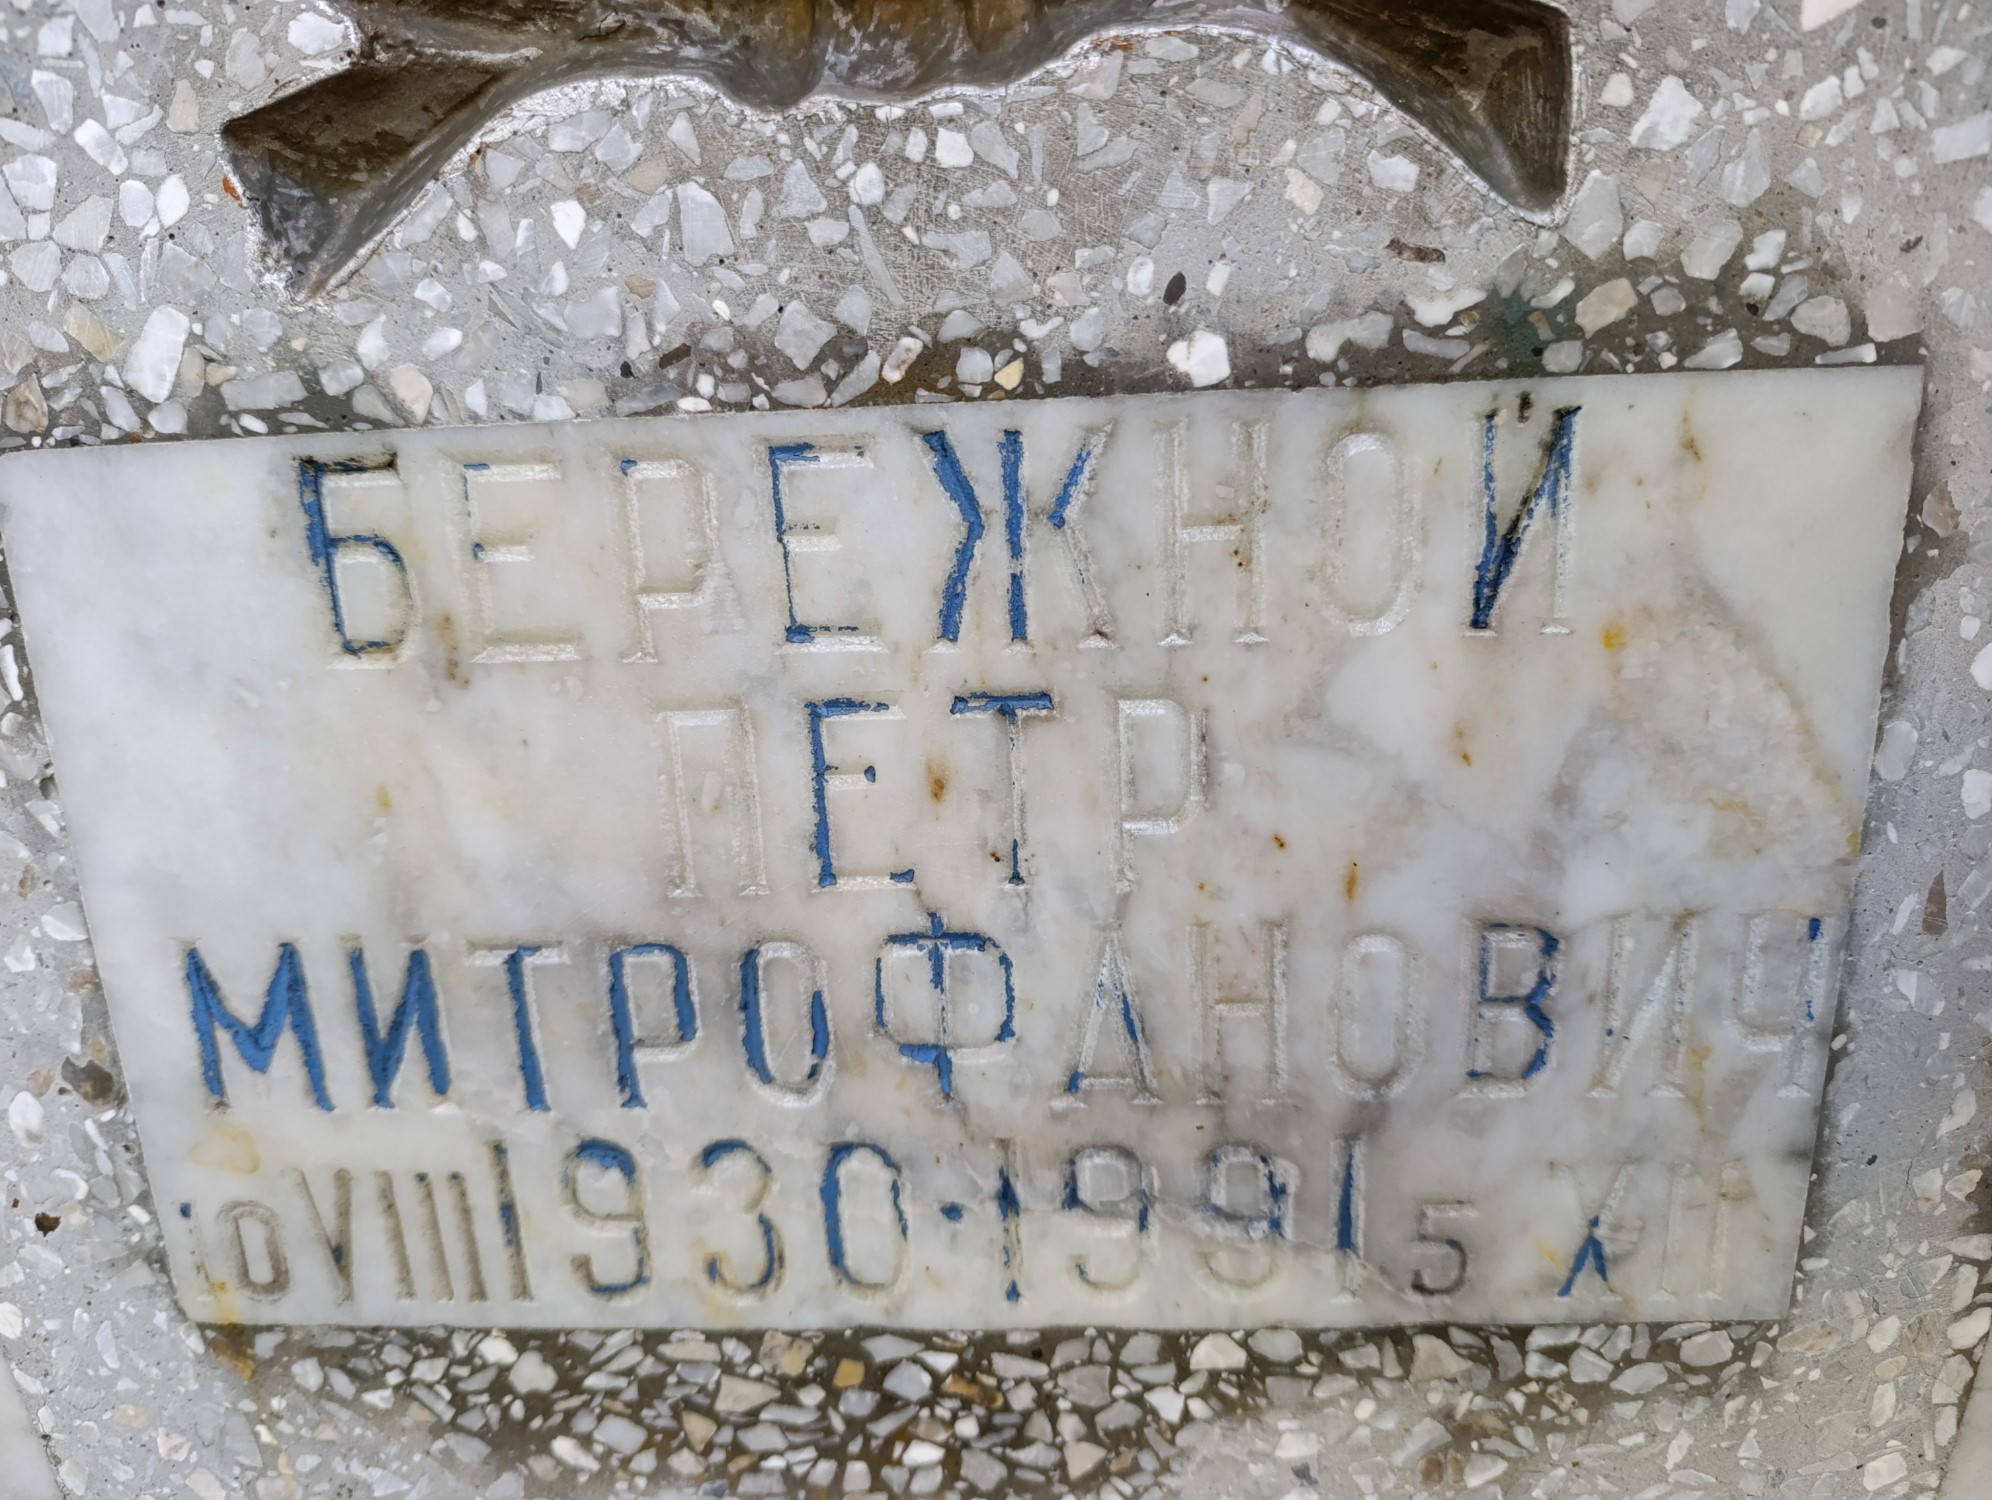 БЕРЕЖНОЙ
ПЕТР
МИТРОФАНОВИЧ
10 VIII 1930·1991 5 XII